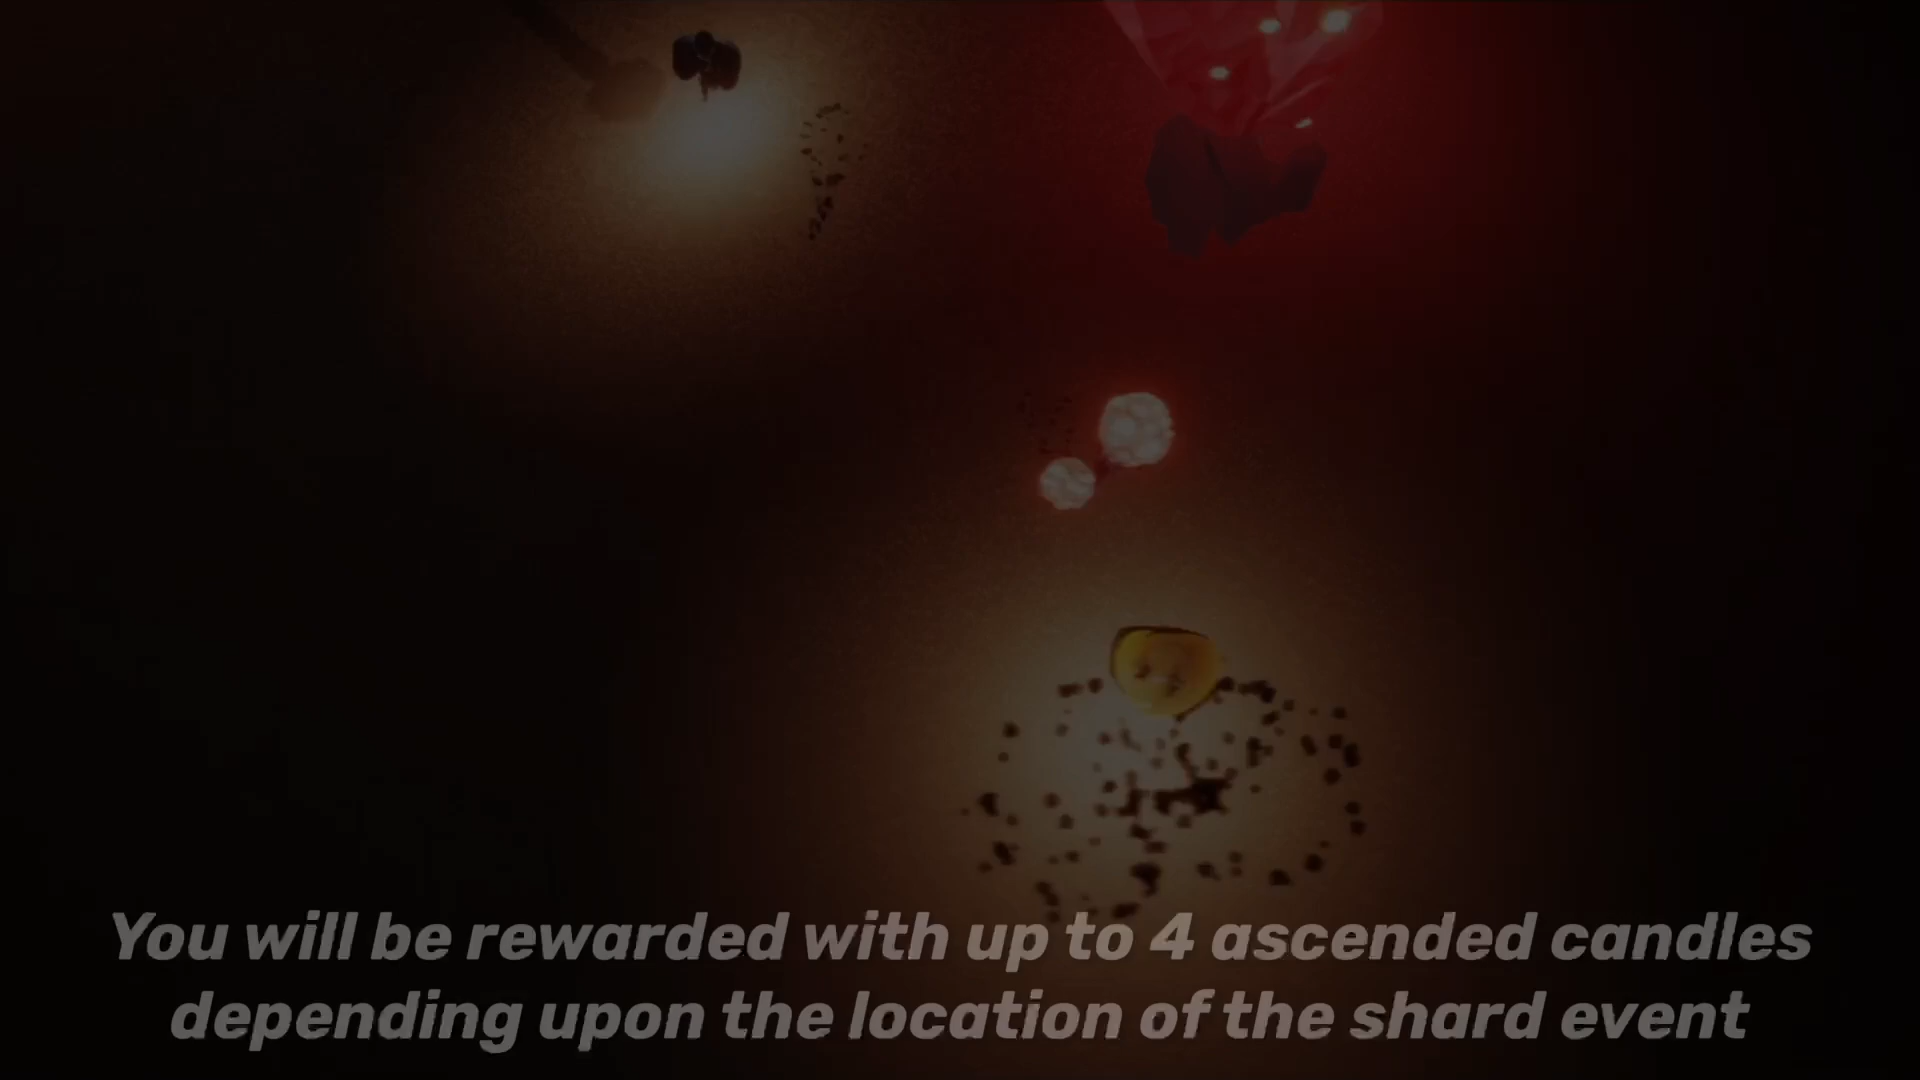 You will be rewarded with up to 4 ascended candles
depending upon the location of the shard event